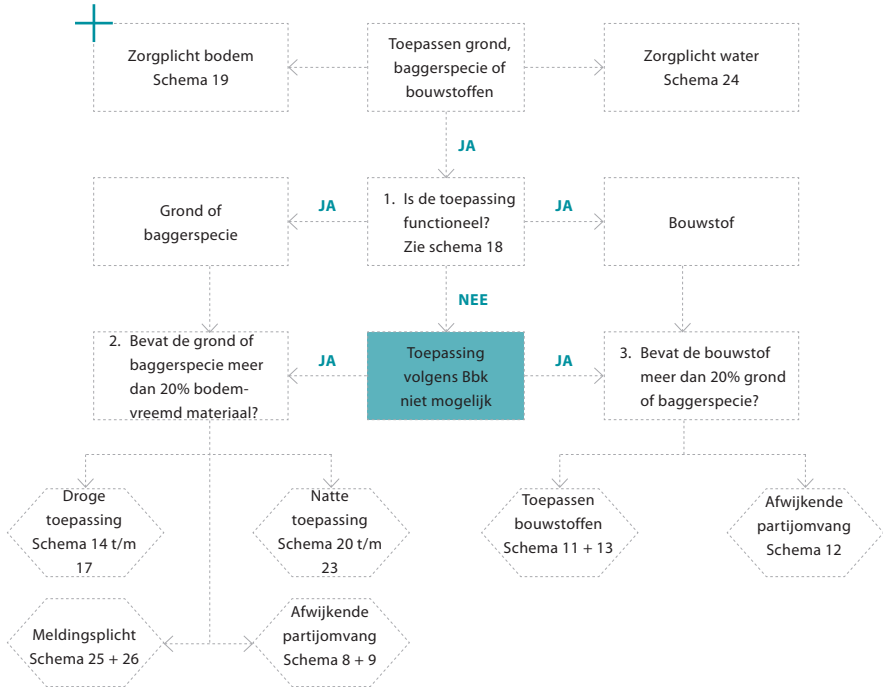 Zorgplicht bodem
Schema 19
Toepassen grond,
baggerspecie of
bouwstoffen
Zorgplicht water
Schema 24
JA
Grond of
baggerspecie
JA
1. Is de toepassing
functioneel?
Zie schema 18
JA
Bouwstof
NEE
2. Bevat de grond of
baggerspecie meer
dan 20% bodem-
vreemd materiaal?
JA
Toepassing
volgens Bbk
niet mogelijk
JA
3. Bevat de bouwstof
meer dan 20% grond
of baggerspecie?
Droge
toepassing
Schema 14 t/m
17
Natte
toepassing
Schema 20 t/m
23
Toepassen
bouwstoffen
Schema 11 + 13
Afwijkende
partijomvang
Schema 12
Meldingsplicht
Schema 25 + 26
Afwijkende
partijomvang
Schema 8 + 9